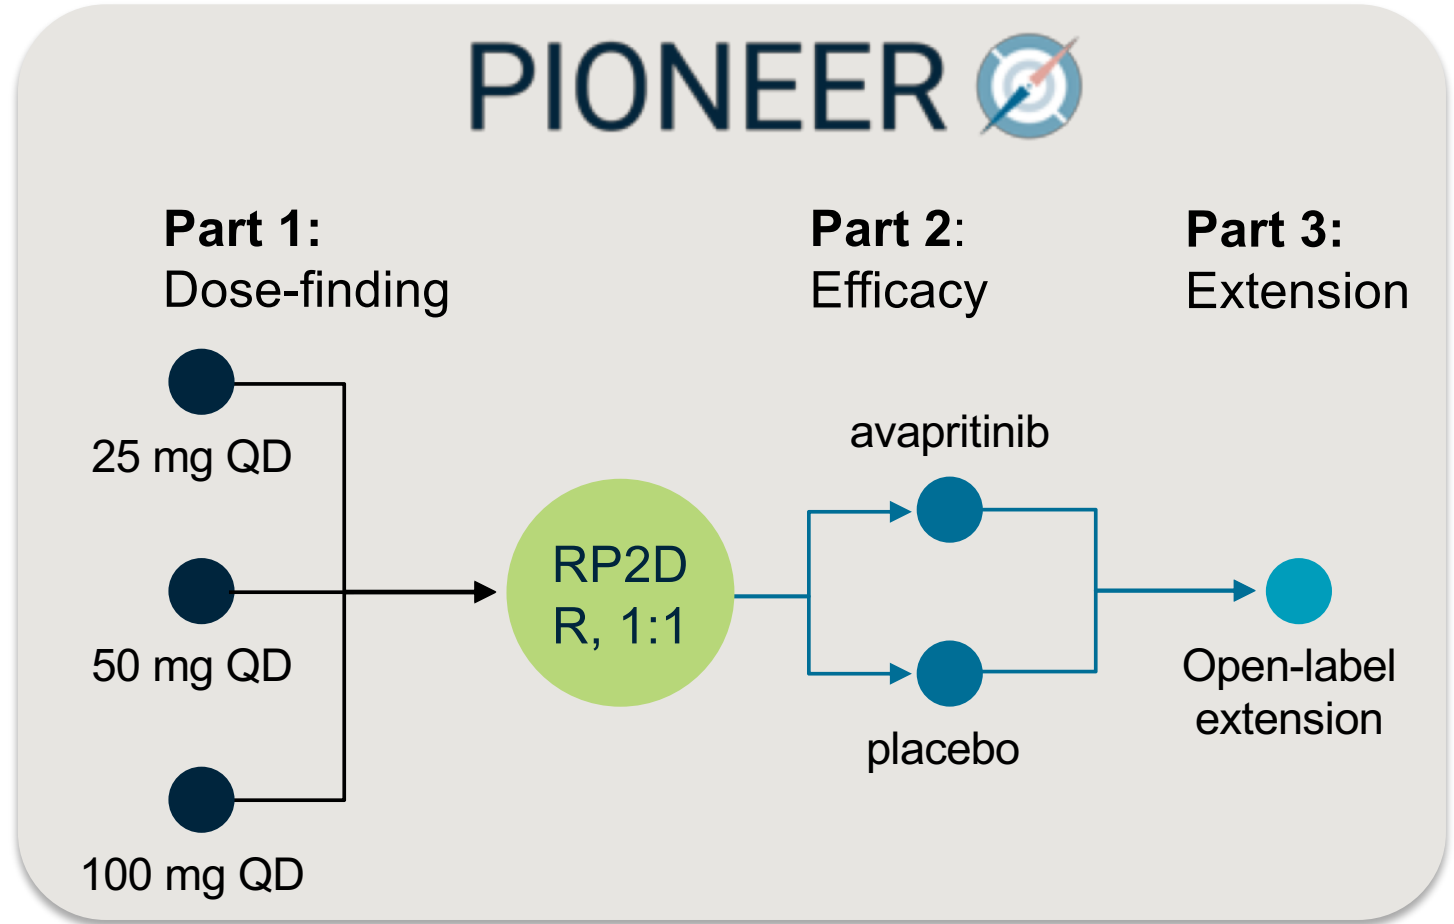 PIONEER
Part 1:
Dose-finding
25 mg QD
50 mg QD
100 mg QD
RP2D
R, 1:1
Part 2:
Efficacy
avapritinib
placebo
Part 3:
Extension
Open-label
extension